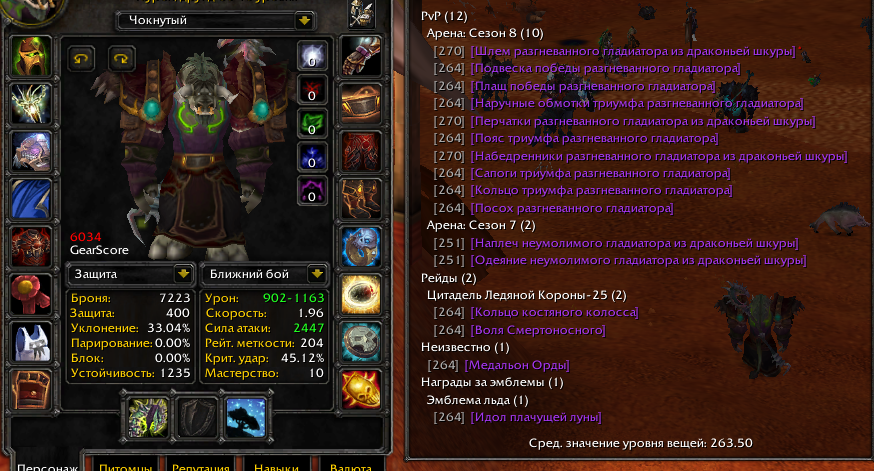 Чокнутый
0
0
0
0
0
6034
GearScore
Защита
Ближний бой
Броня: 7223
Защита: 400
Уклонение: 33.04%
Парирование: 0.00%
Блок: 0.00%
Устойчивость: 1235
Урон: 902-1163
Скорость: 1.96
Сила атаки: 2447
Рейт. меткости: 204
Крит. удар: 45.12%
Мастерство: 10
Персонаж
Питомцы
Репутация
Навыки
Валюта
PvP (12)
Арена: Сезон 8 (10)
[270] [Шлем разгневанного гладиатора из драконьей шкуры]
[264] [Подвеска победы разгневанного гладиатора]
[264] [Плащ победы разгневанного гладиатора]
[264] [Наручные обмотки триумфа разгневанного гладиатора]
[270] [Перчатки разгневанного гладиатора из драконьей шкуры]
[264] [Пояс триумфа разгневанного гладиатора]
[270] [Набедренники разгневанного гладиатора из драконьей шкуры]
[264] [Сапоги триумфа разгневанного гладиатора]
[264] [Кольцо триумфа разгневанного гладиатора]
[264] [Посох разгневанного гладиатора]
Арена: Сезон 7 (2)
[251] [Наплеч неумолимого гладиатора из драконьей шкуры]
[251] [Одеяние неумолимого гладиатора из драконьей шкуры]
Рейды (2)
Цитадель Ледяной Короны-25 (2)
[264] [Кольцо костяного колосса]
[264] [Воля Смертоносного]
Неизвестно (1)
[264] [Медальон Орды]
Награды за эмблемы (1)
Эмблема льда (1)
[264] [Идол плачущей луны]
Сред. значение уровня вещей: 263.50